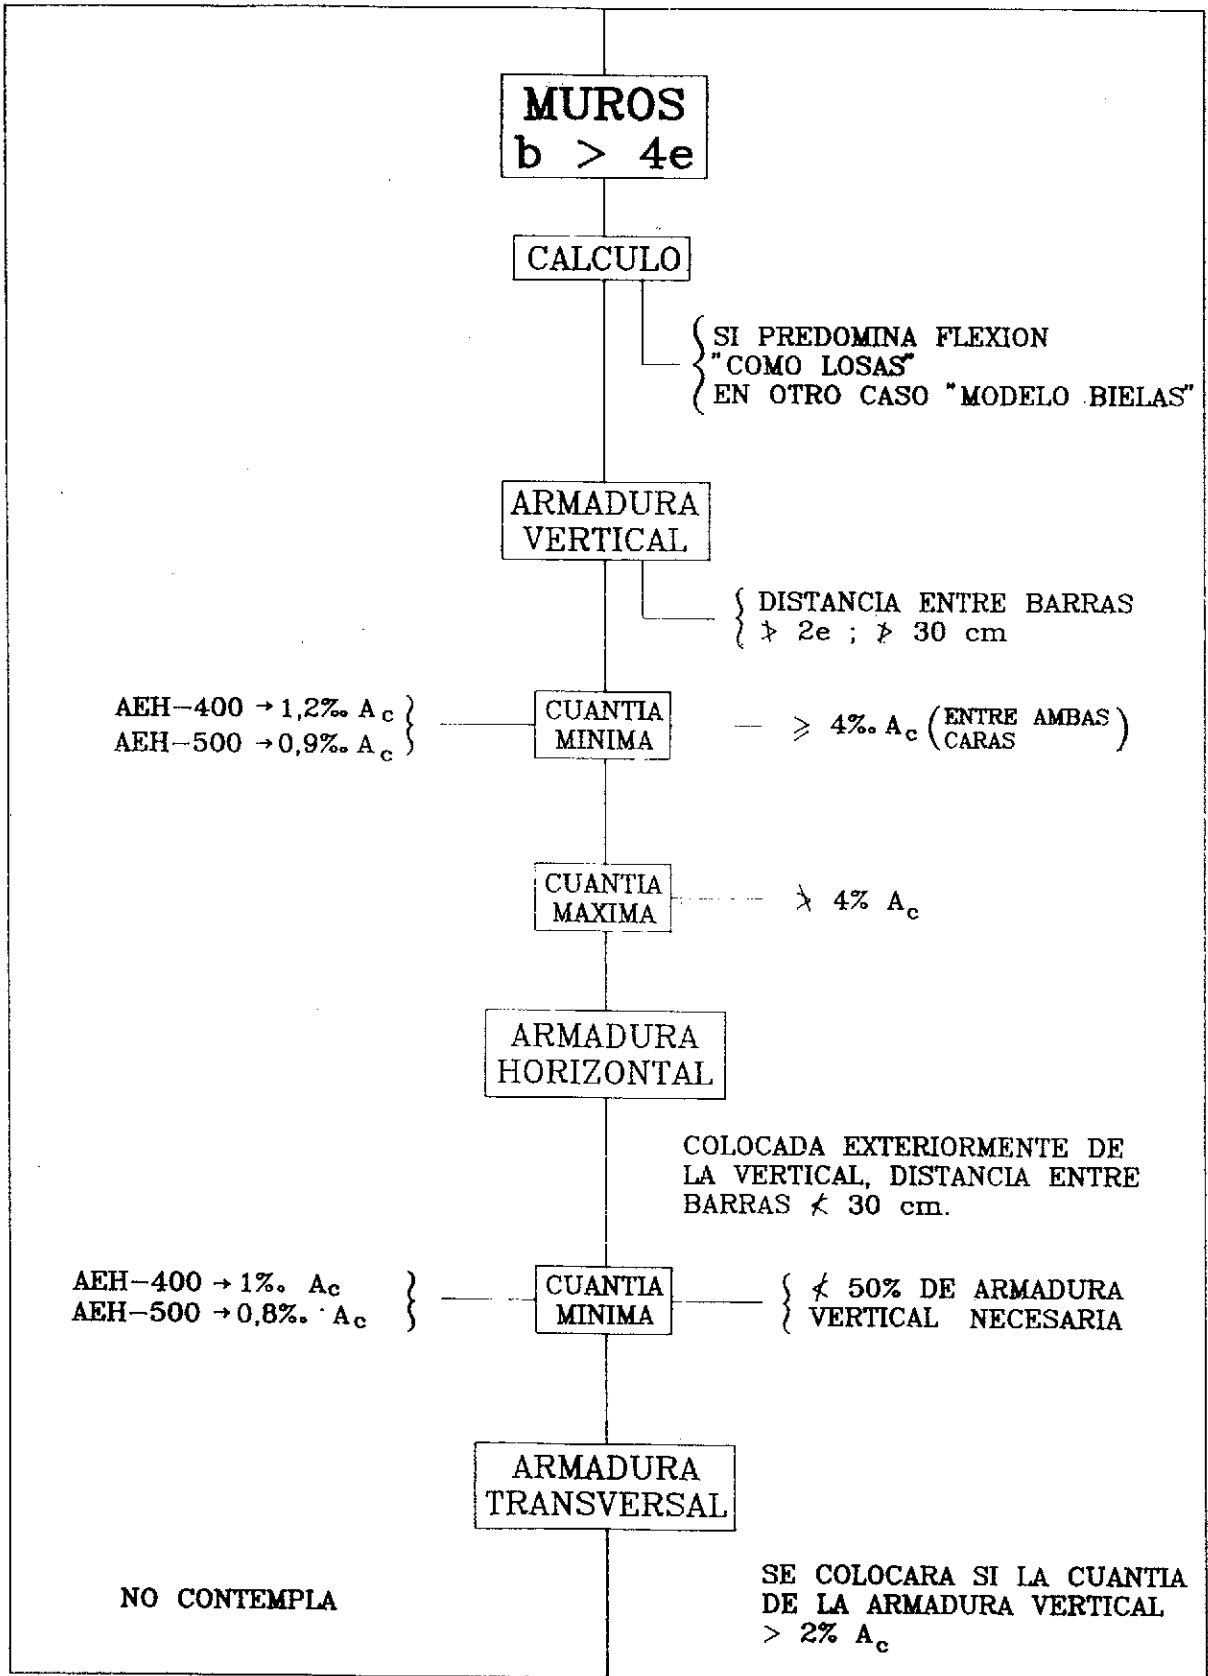 MUROS
b > 4e
CALCULO
SI PREDOMINA FLEXION
"COMO LOSAS"
EN OTRO CASO "MODELO BIELAS"
ARMADURA
VERTICAL
DISTANCIA ENTRE BARRAS
≯ 2e ; ≯ 30 cm
AEH-400 → 1,2‰ Ac
AEH-500 → 0,9‰ Ac
CUANTIA
MINIMA
⩾ 4‰ Ac (ENTRE AMBAS
CARAS)
CUANTIA
MAXIMA
≯ 4% Ac
ARMADURA
HORIZONTAL
COLOCADA EXTERIORMENTE DE
LA VERTICAL, DISTANCIA ENTRE
BARRAS ≮ 30 cm.
AEH-400 → 1‰ Ac
AEH-500 → 0,8‰ Ac
CUANTIA
MINIMA
≮ 50% DE ARMADURA
VERTICAL NECESARIA
ARMADURA
TRANSVERSAL
NO CONTEMPLA
SE COLOCARA SI LA CUANTIA
DE LA ARMADURA VERTICAL
> 2% Ac